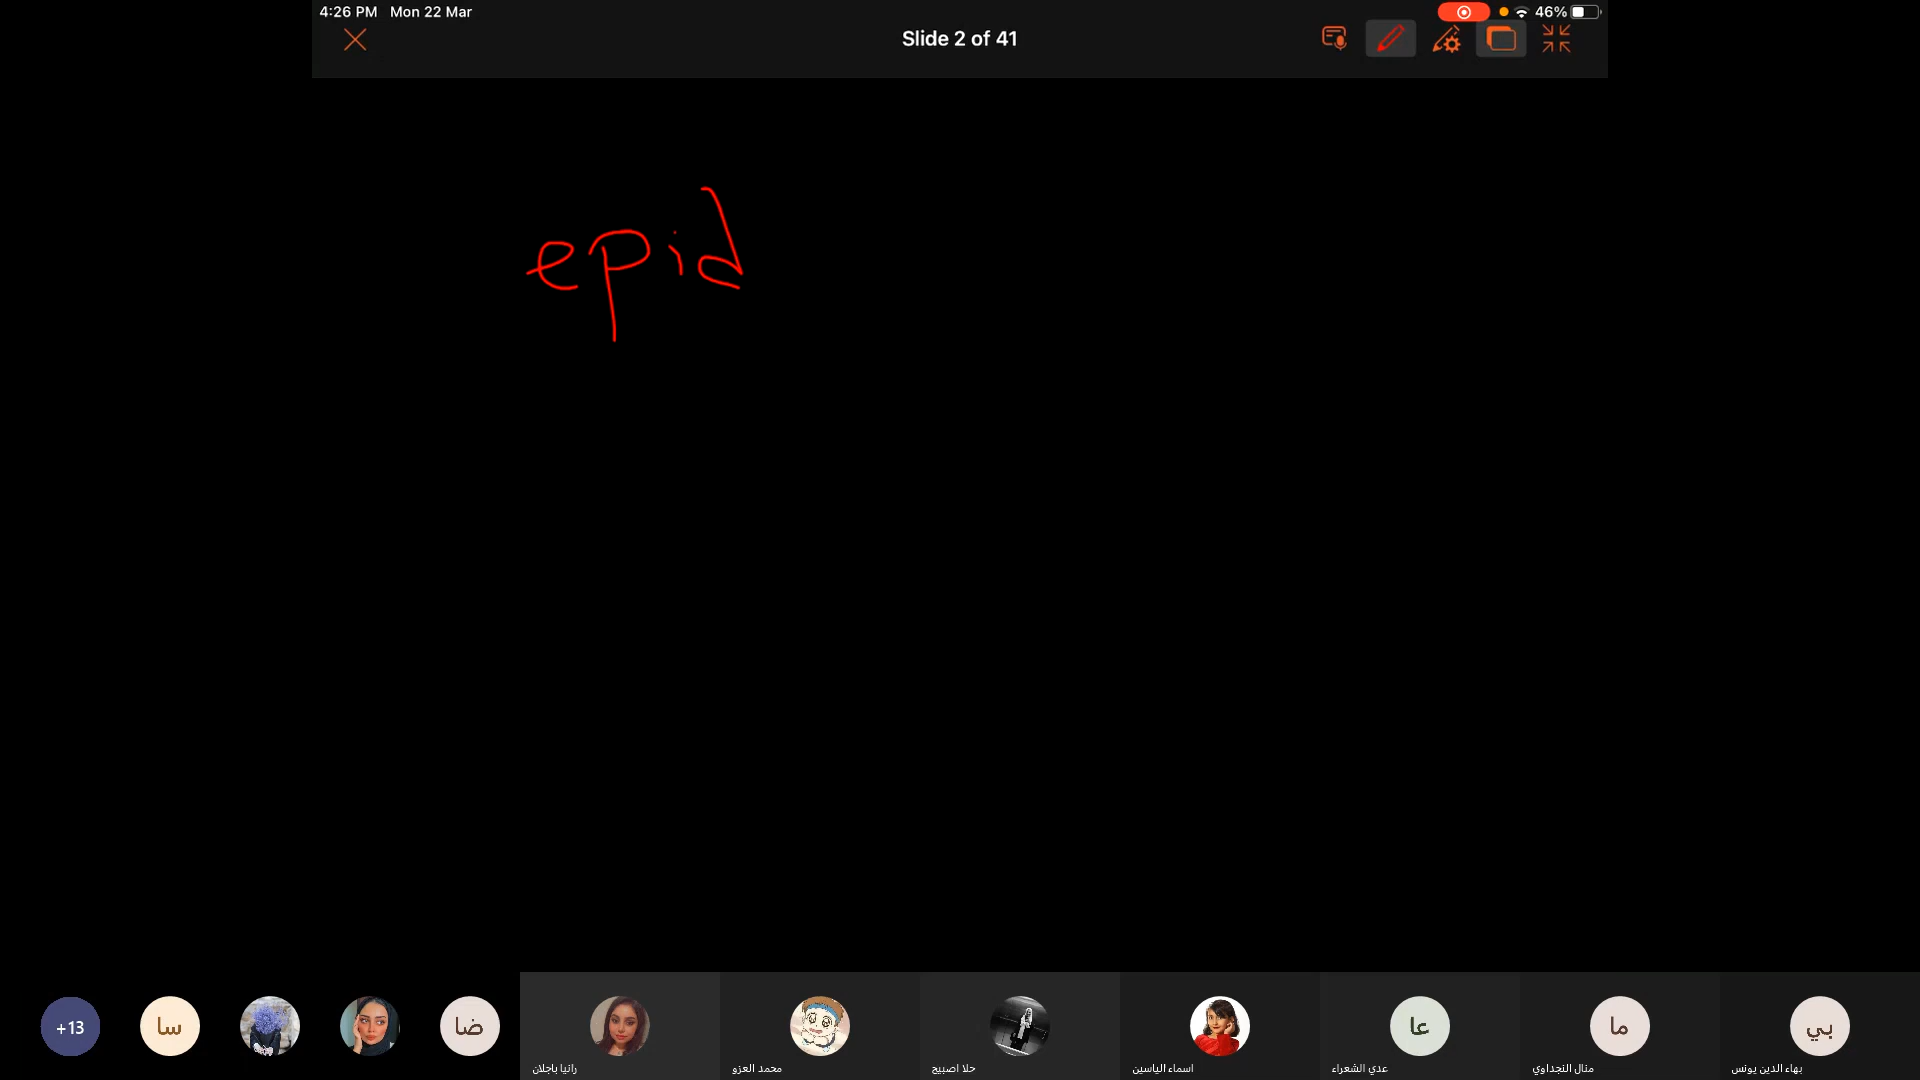 4:26 PM Mon 22 Mar
46%
Slide 2 of 41
epid
+13
سا
ضا
عا
ما
بي
رانيا باجلان
محمد العزو
حلا اصبيح
اسماء الياسين
عدي الشعراء
منال النجداوي
بهاء الدين يونس